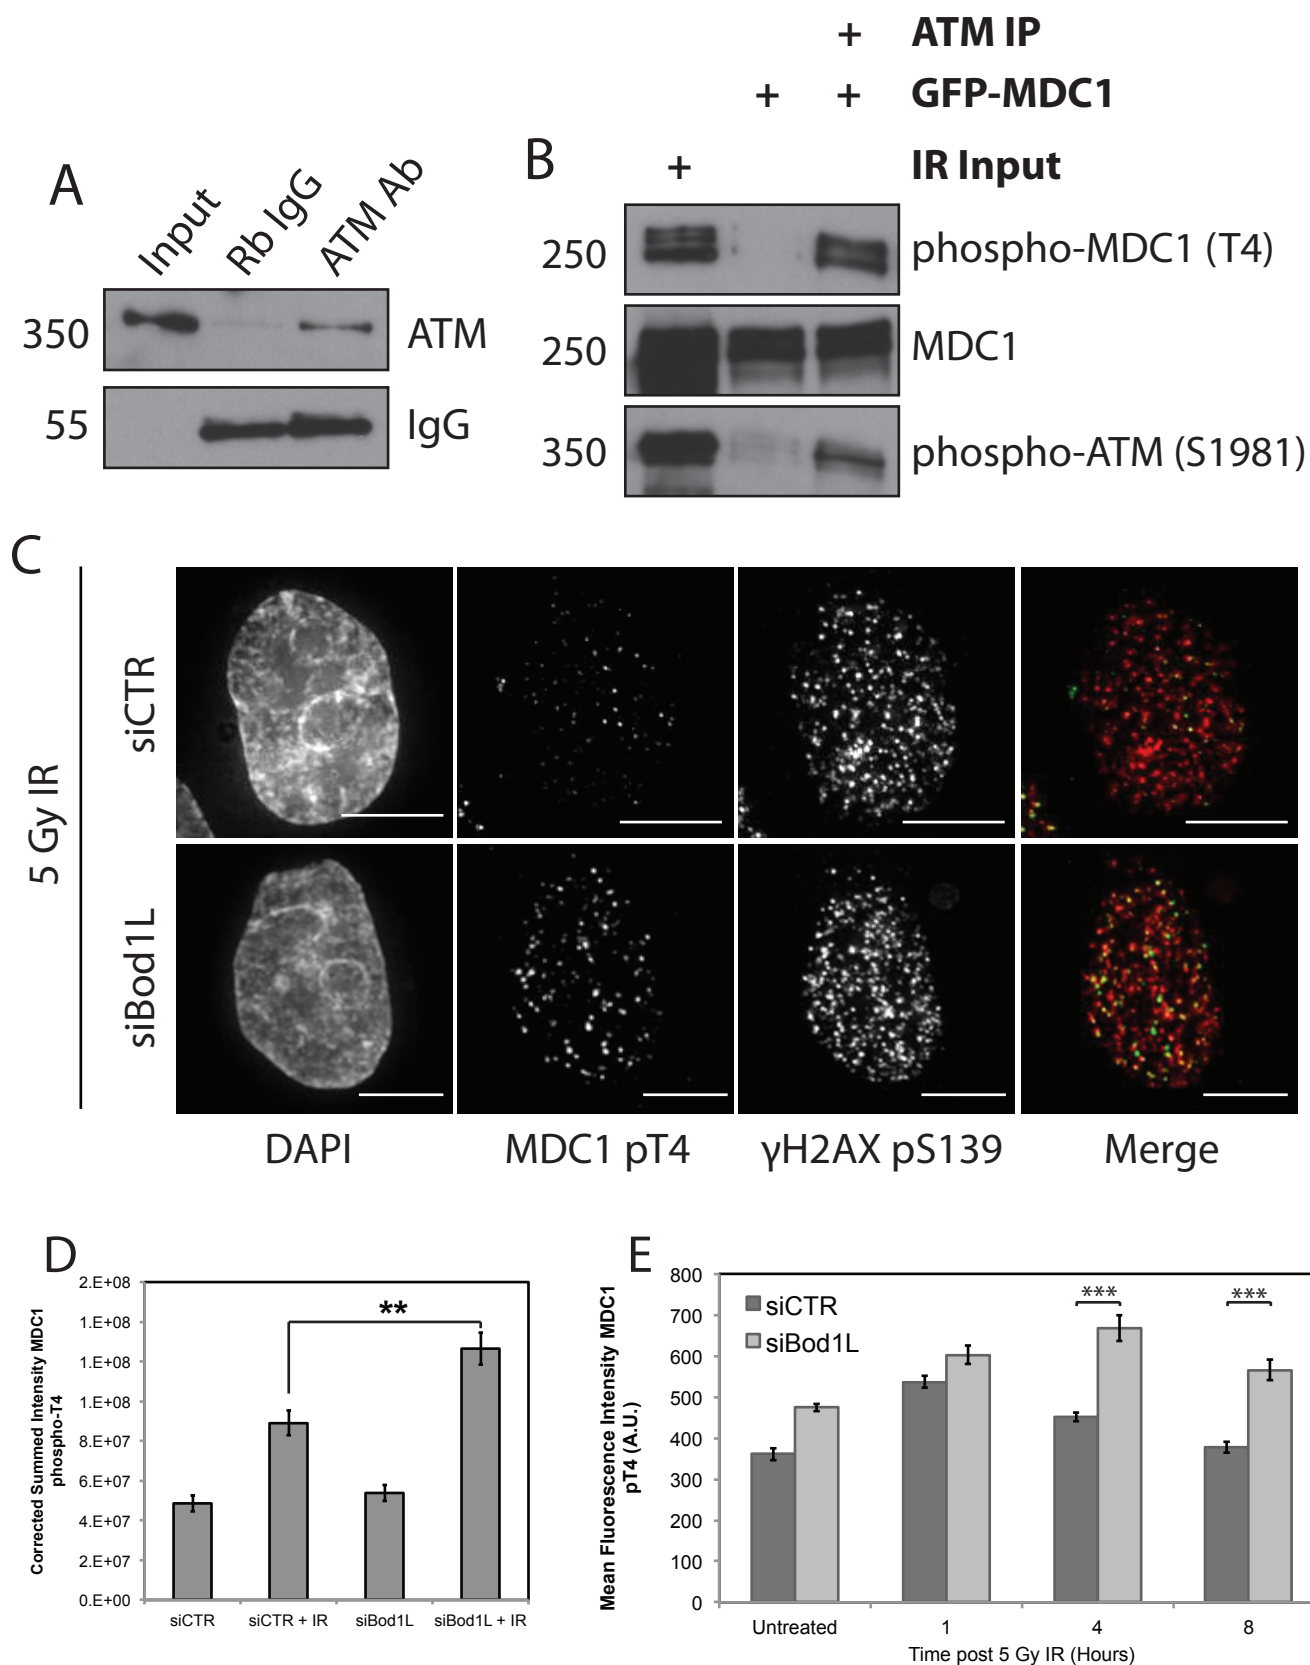 + ATM IP
+ + GFP-MDC1
A
Input
Rb IgG
ATM Ab
350 ATM
55 IgG
B
+ IR Input
250 phospho-MDC1 (T4)
250 MDC1
350 phospho-ATM (S1981)
C
5 Gy IR
siCTR
siBod1L
DAPI MDC1 pT4 γH2AX pS139 Merge
D
Corrected Summed Intensity MDC1
phospho-T4
2.E+08
1.E+08
1.E+08
1.E+08
8.E+07
6.E+07
4.E+07
2.E+07
0.E+00
**
siCTR siCTR + IR siBod1L siBod1L + IR
E
Mean Fluorescence Intensity MDC1
pT4 (A.U.)
800
700
600
500
400
300
200
100
0
siCTR
siBod1L
*** ***
Untreated 1 4 8
Time post 5 Gy IR (Hours)